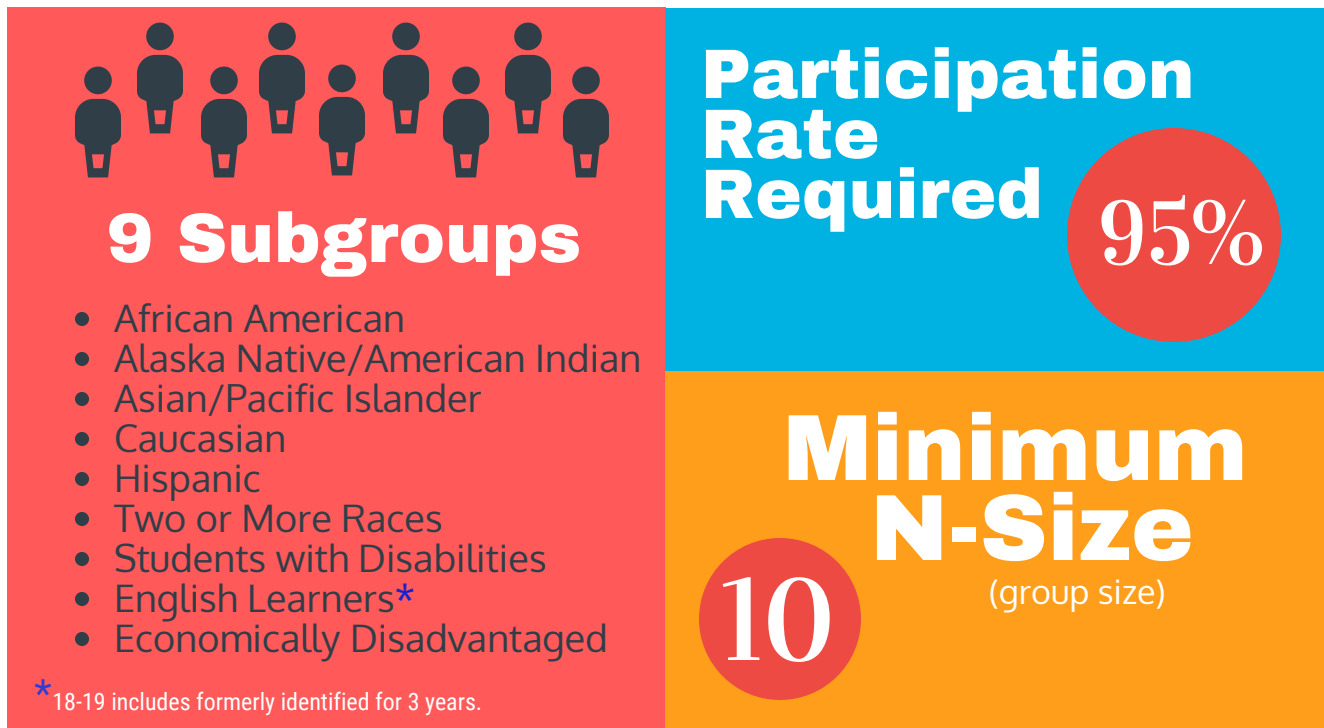 9 Subgroups
• African American
• Alaska Native/American Indian
• Asian/Pacific Islander
• Caucasian
• Hispanic
• Two or More Races
• Students with Disabilities
• English Learners*
• Economically Disadvantaged
*18-19 includes formerly identified for 3 years.
Participation
Rate
Required
95%
Minimum
N-Size
(group size)
10